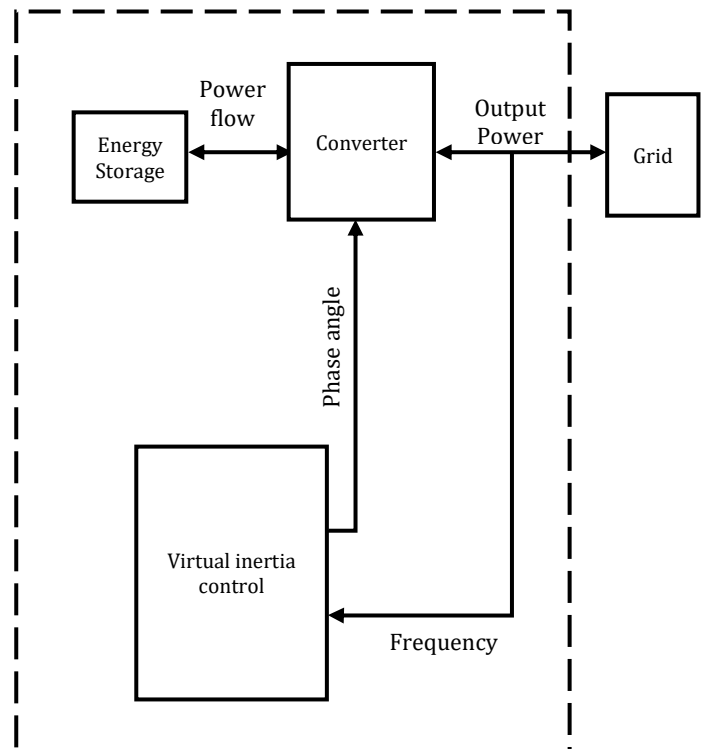 Power
flow
Energy
Storage
Converter
Output
Power
Grid
Phase angle
Virtual inertia
control
Frequency